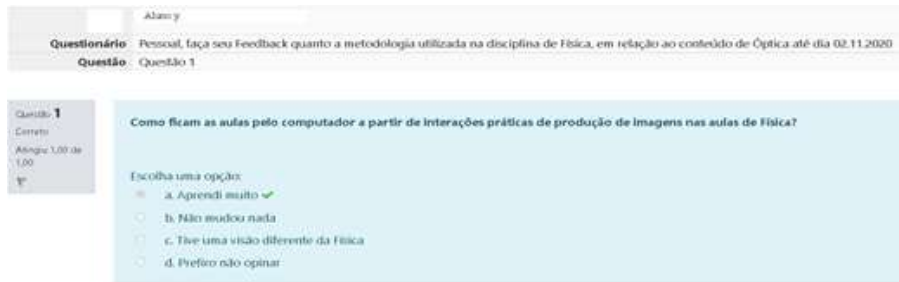 Questionário Pessoal, faça seu Feedback quanto a metodologia utilizada na disciplina de Física, em relação ao conteúdo de Óptica até dia 02.11.2020
Questão Questão 1
Questão 1
Correto
Atingiu 1,00 de
1,00
Como ficam as aulas pelo computador a partir de interações práticas de produção de imagens nas aulas de Física?
Escolha uma opção:
a. Aprendi muito ✔
b. Não mudou nada
c. Tive uma visão diferente da Física
d. Prefiro não opinar